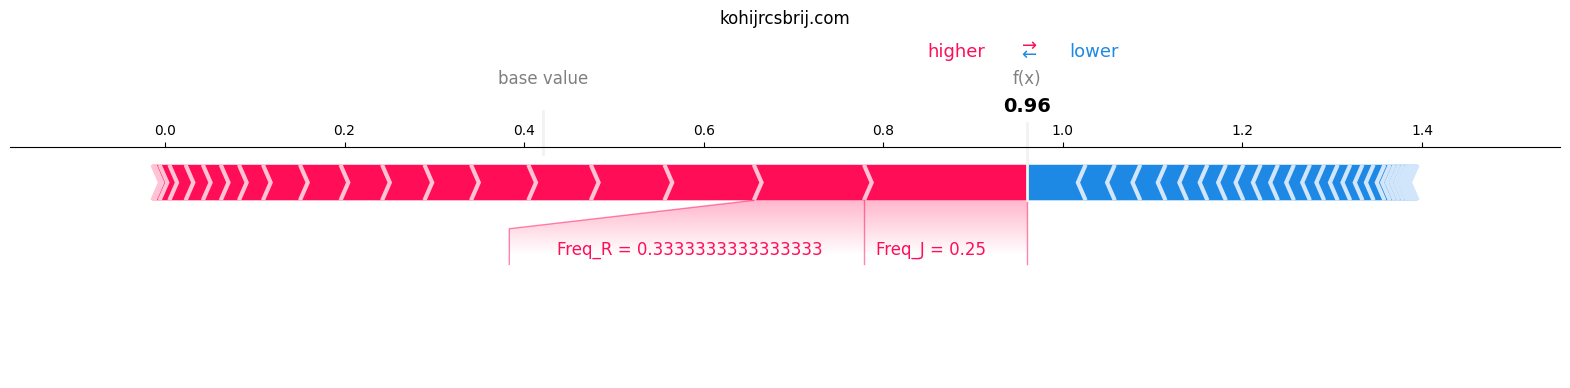 kohijrcsbrij.com
higher ⇄ lower
base value f(x)
0.96
0.0 0.2 0.4 0.6 0.8 1.0 1.2 1.4
Freq_R = 0.3333333333333333 Freq_J = 0.25